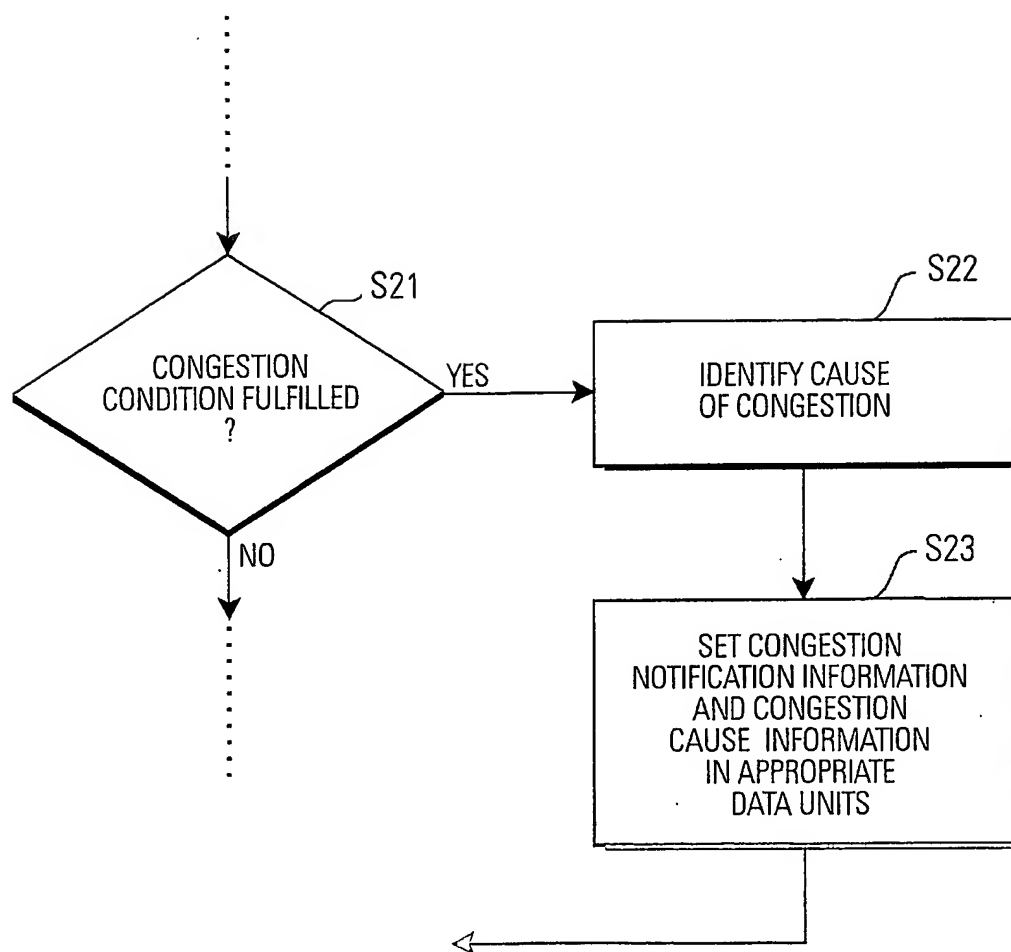 S21
CONGESTION
CONDITION FULFILLED
?
YES
NO
S22
IDENTIFY CAUSE
OF CONGESTION
S23
SET CONGESTION
NOTIFICATION INFORMATION
AND CONGESTION
CAUSE INFORMATION
IN APPROPRIATE
DATA UNITS